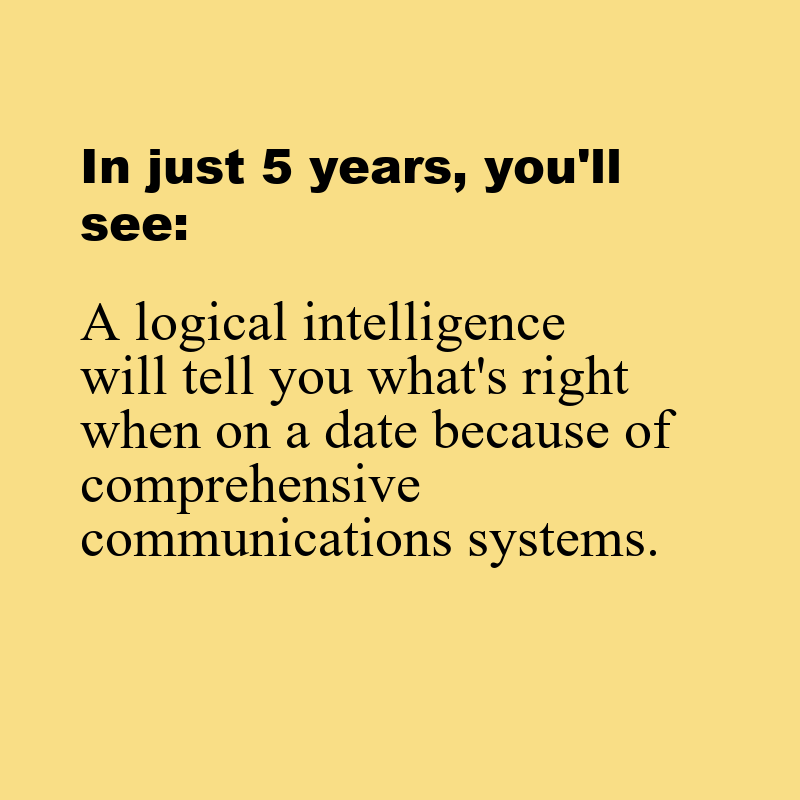 In just 5 years, you'll
see:
A logical intelligence
will tell you what's right
when on a date because of
comprehensive
communications systems.